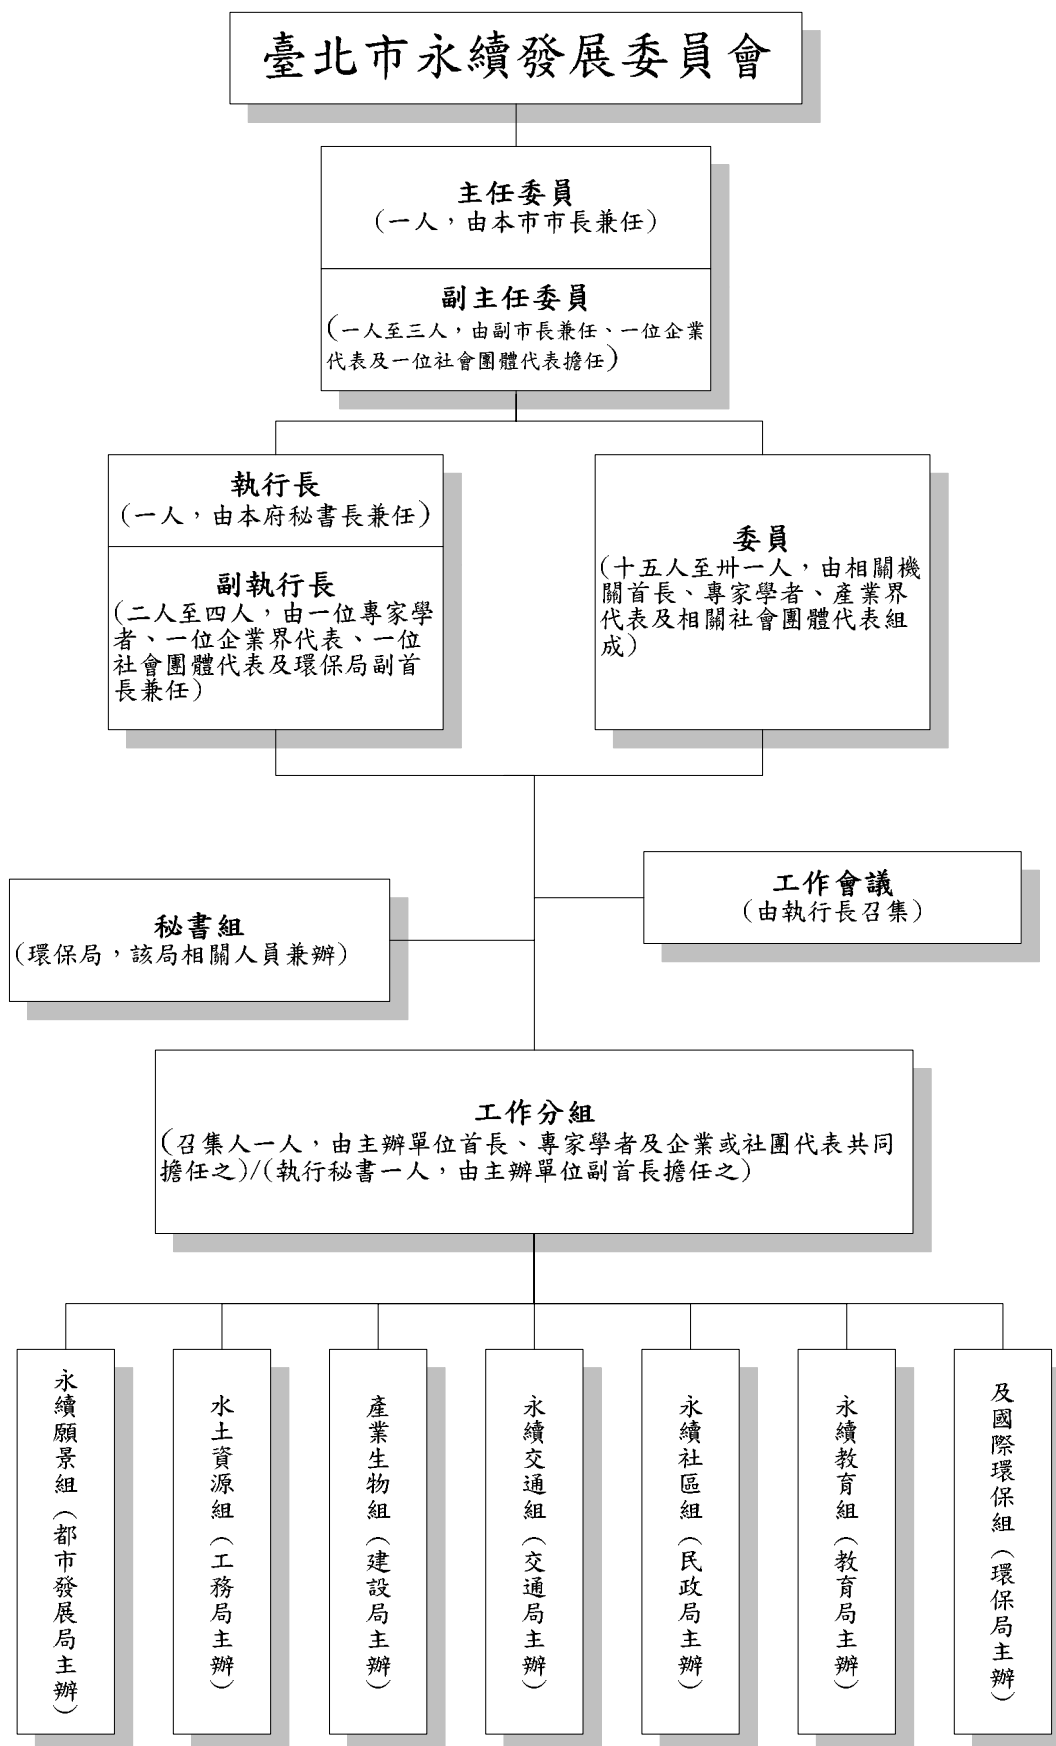 臺北市永續發展委員會
主任委員
(一人，由本市市長兼任)
副主任委員
(一人至三人，由副市長兼任、一位企業
代表及一位社會團體代表擔任)
執行長
(一人，由本府秘書長兼任)
副執行長
(二人至四人，由一位專家學
者、一位企業界代表、一位
社會團體代表及環保局副首
長兼任)
委員
(十五人至卅一人，由相關機
關首長、專家學者、產業界
代表及相關社會團體代表組
成)
工作會議
(由執行長召集)
秘書組
(環保局，該局相關人員兼辦)
工作分組
(召集人一人，由主辦單位首長、專家學者及企業或社團代表共同
擔任之)/(執行秘書一人，由主辦單位副首長擔任之)
永續願景組(都市發展局主辦)
水土資源組(工務局主辦)
產業生物組(建設局主辦)
永續交通組(交通局主辦)
永續社區組(民政局主辦)
永續教育組(教育局主辦)
及國際環保組(環保局主辦)